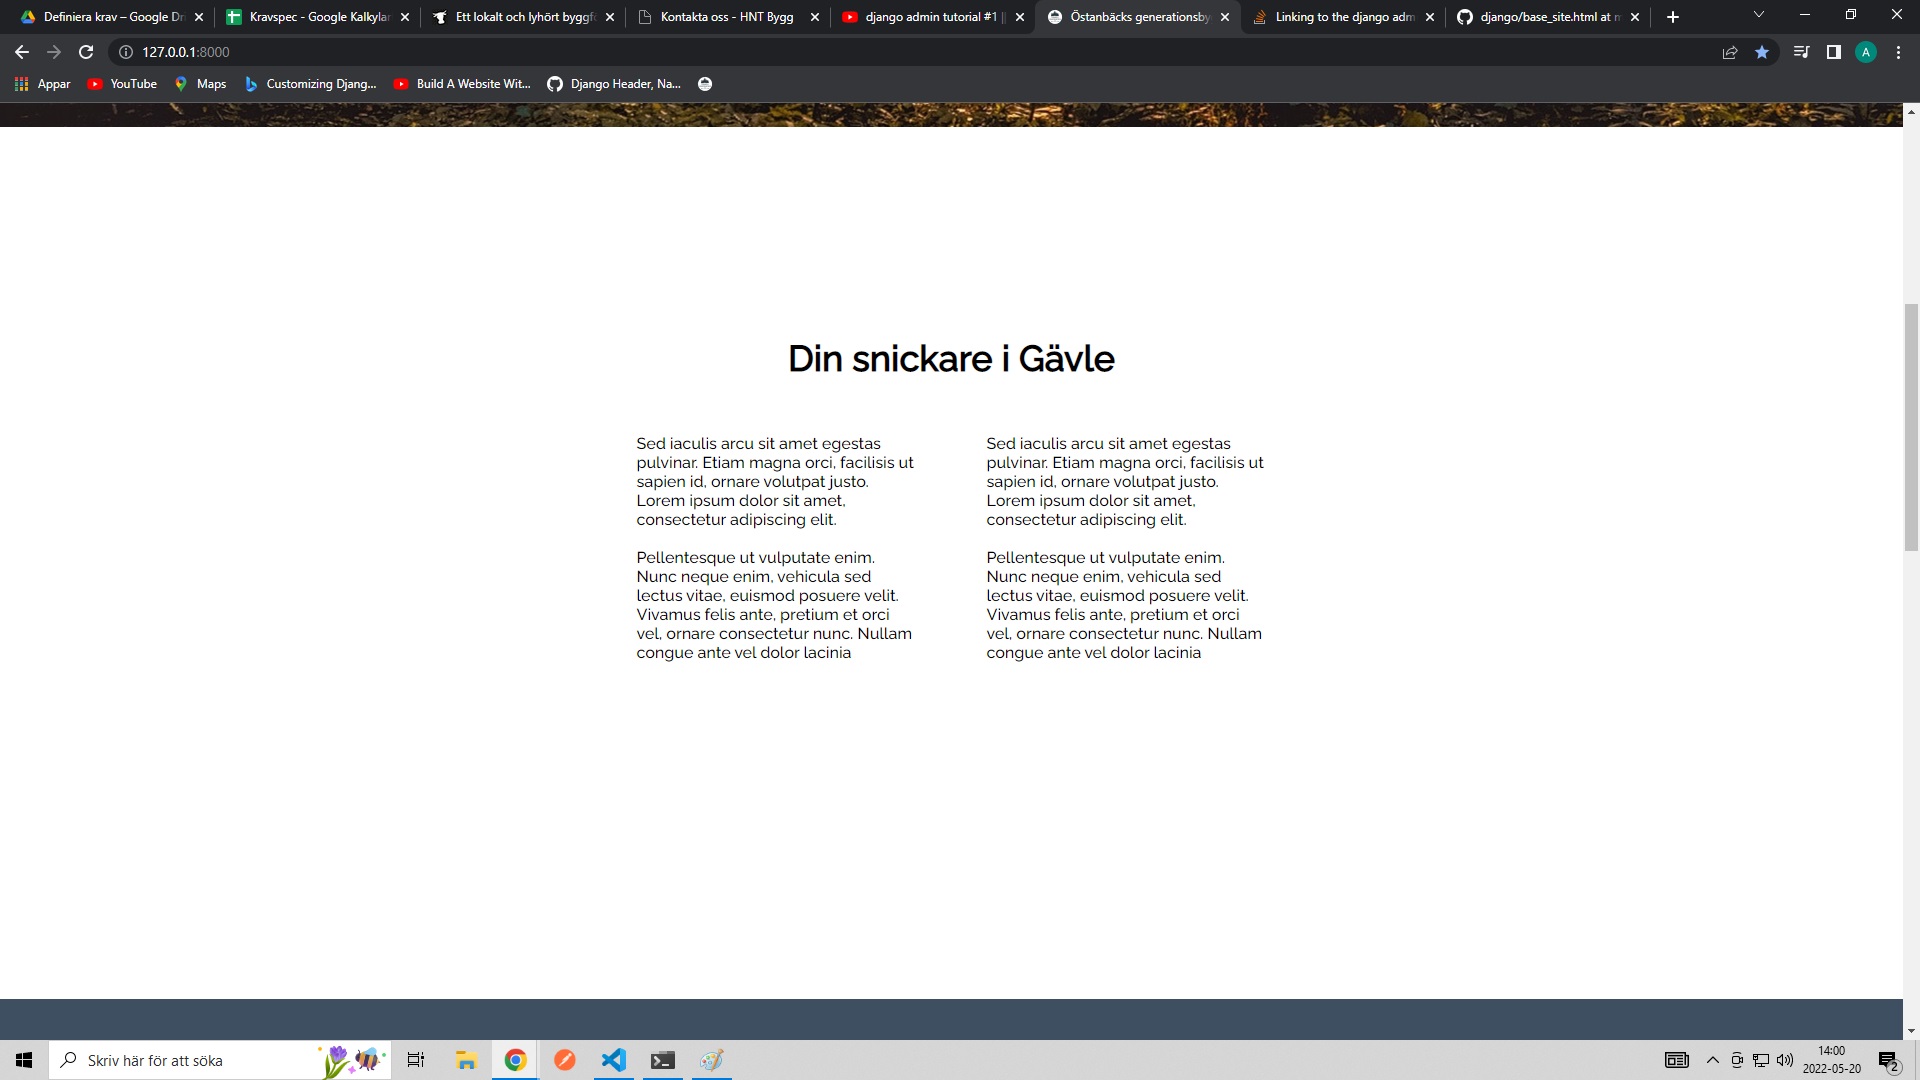 Definiera krav – Google Dri
Kravspec - Google Kalkylar
Ett lokalt och lyhört byggfö
Kontakta oss - HNT Bygg
django admin tutorial #1 |
Östanbäcks generationsby
Linking to the django adm
django/base_site.html at m
127.0.0.1:8000
A
Appar
YouTube
Maps
Customizing Djang...
Build A Website Wit...
Django Header, Na...
Din snickare i Gävle
Sed iaculis arcu sit amet egestas
pulvinar. Etiam magna orci, facilisis ut
sapien id, ornare volutpat justo.
Lorem ipsum dolor sit amet,
consectetur adipiscing elit.
Pellentesque ut vulputate enim.
Nunc neque enim, vehicula sed
lectus vitae, euismod posuere velit.
Vivamus felis ante, pretium et orci
vel, ornare consectetur nunc. Nullam
congue ante vel dolor lacinia
Sed iaculis arcu sit amet egestas
pulvinar. Etiam magna orci, facilisis ut
sapien id, ornare volutpat justo.
Lorem ipsum dolor sit amet,
consectetur adipiscing elit.
Pellentesque ut vulputate enim.
Nunc neque enim, vehicula sed
lectus vitae, euismod posuere velit.
Vivamus felis ante, pretium et orci
vel, ornare consectetur nunc. Nullam
congue ante vel dolor lacinia
Skriv här för att söka
14:00
2022-05-20
2